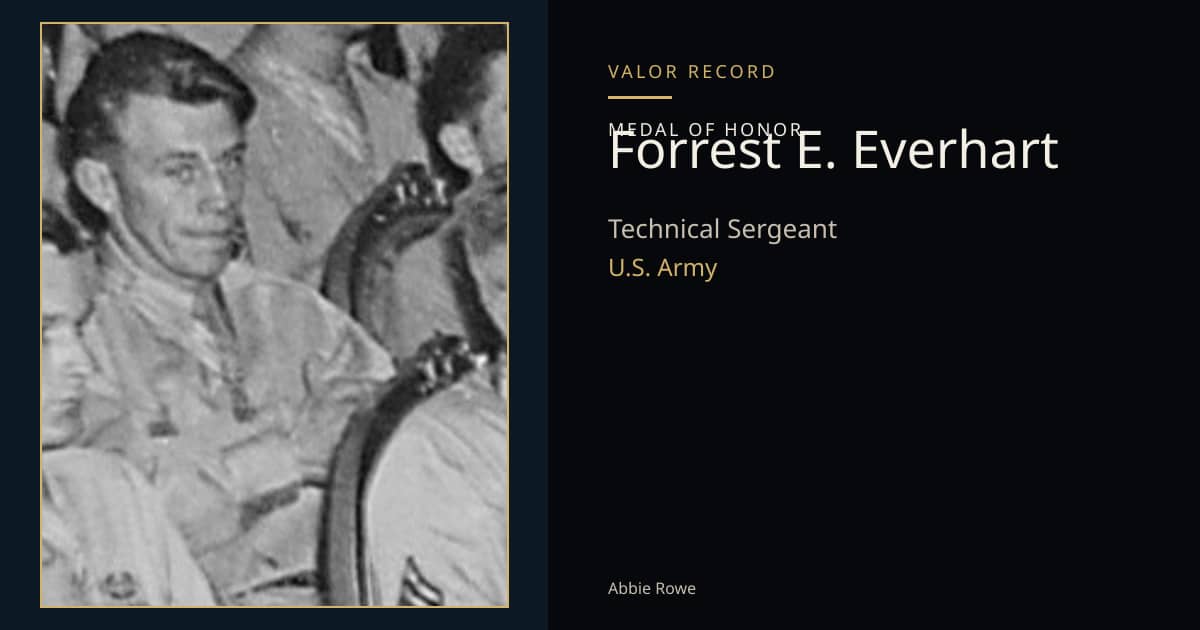 VALOR RECORD
MEDAL OF HONOR
Forrest E. Everhart
Technical Sergeant
U.S. Army
Abbie Rowe